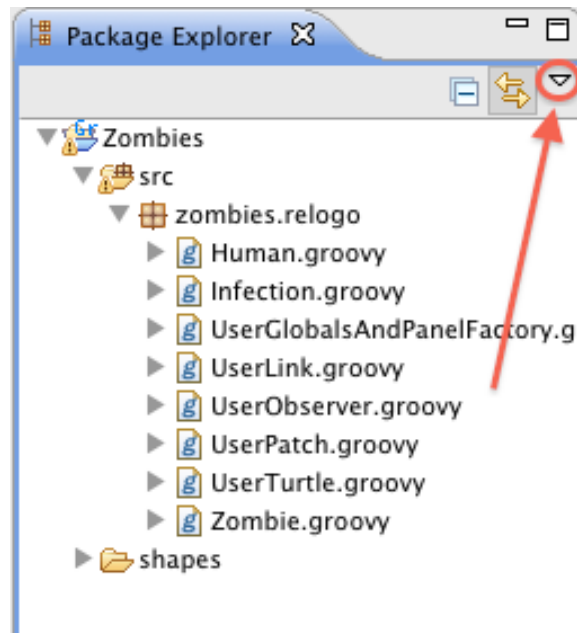 Package Explorer
Zombies
src
zombies.relogo
Human.groovy
Infection.groovy
UserGlobalsAndPanelFactory.g
UserLink.groovy
UserObserver.groovy
UserPatch.groovy
UserTurtle.groovy
Zombie.groovy
shapes